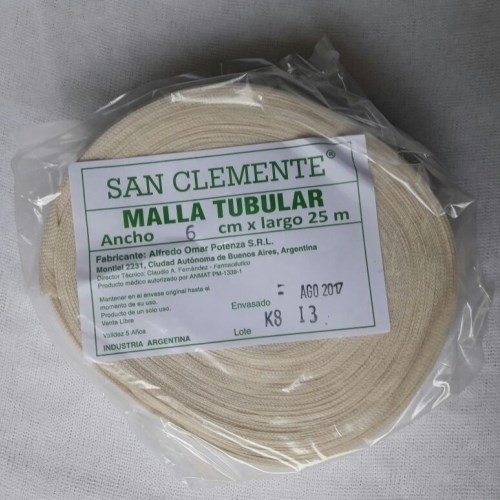 SAN CLEMENTE®
MALLA TUBULAR
Ancho 6 cm x largo 25 m
Fabricante: Alfredo Omar Potenza S.R.L.
Montiel 2231, Ciudad Autónoma de Buenos Aires, Argentina
Director Técnico: Claudio A. Fernández - Farmacéutico
Producto médico autorizado por ANMAT PM-1339-1
Mantener en el envase original hasta el
momento de su uso.
Producto de un solo uso.
Venta Libre
Validez 5 Años
INDUSTRIA ARGENTINA
Envasado AGO 2017
Lote K8 I3